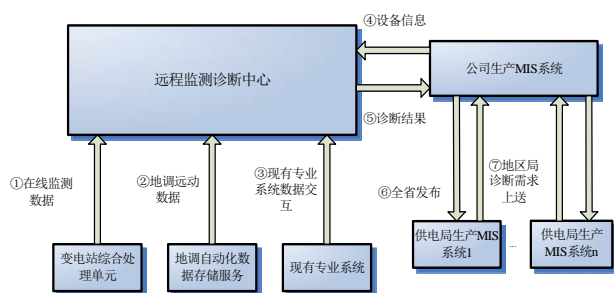 ④设备信息
远程监测诊断中心
公司生产MIS系统
⑤诊断结果
①在线监测
数据
②地调远动
数据
③现有专业
系统数据交
互
⑥全省发布
⑦地区局
诊断需求
上送
变电站综合处
理单元
地调自动化数
据存储服务
现有专业系统
供电局生产MIS
系统1
...
供电局生产
MIS系统n